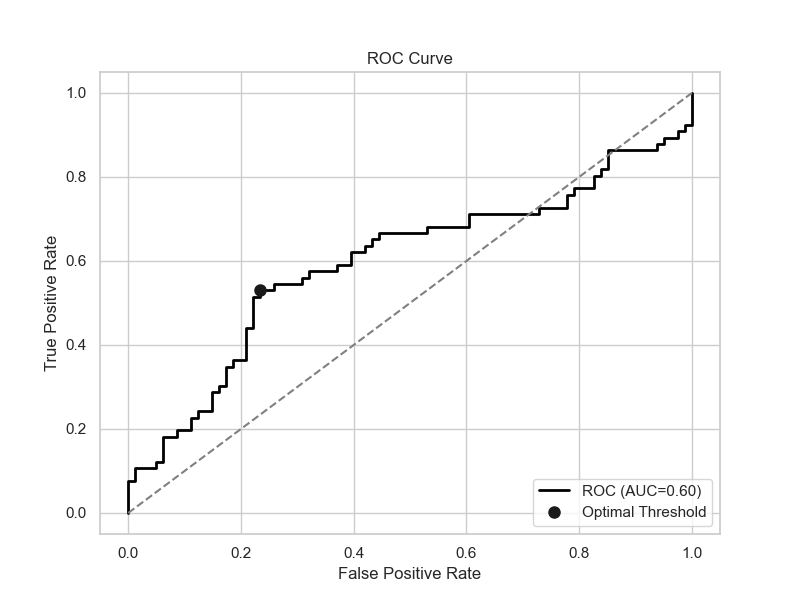 ROC Curve
1.0
0.8
0.6
0.4
0.2
0.0
True Positive Rate
ROC (AUC=0.60)
Optimal Threshold
0.0 0.2 0.4 0.6 0.8 1.0
False Positive Rate